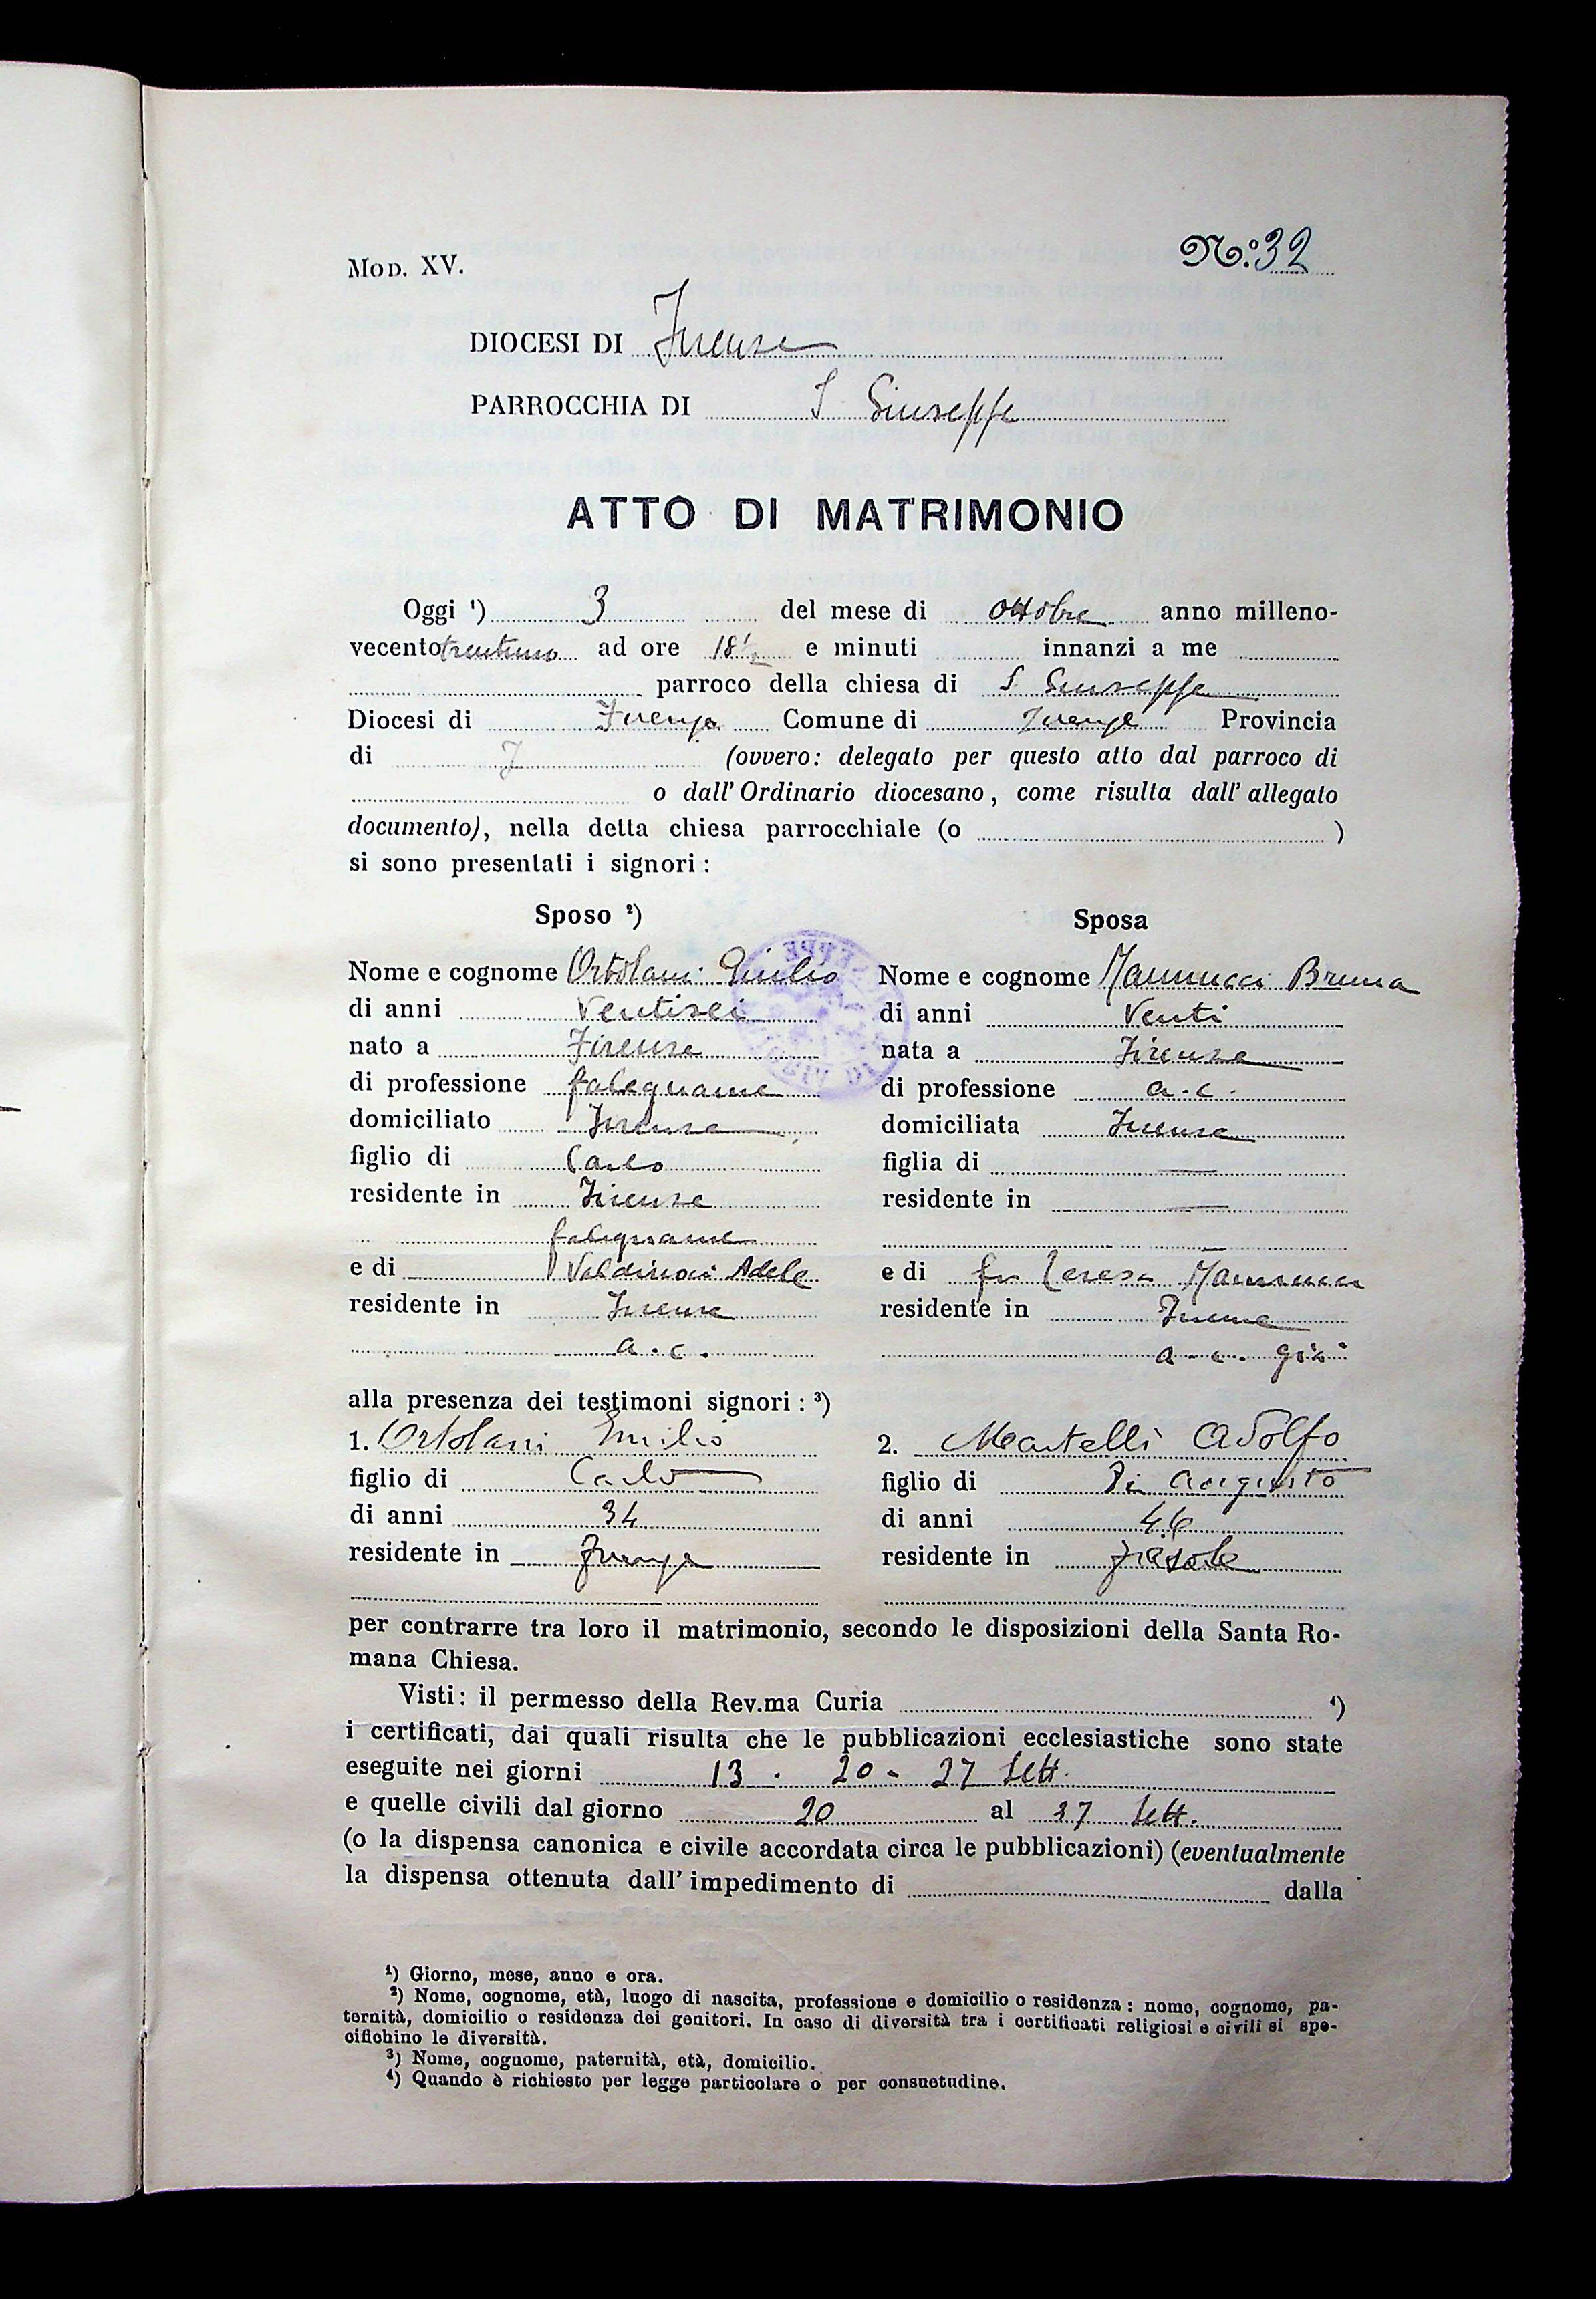 Mod. XV.
N.º 32
DIOCESI DI Firenze
PARROCCHIA DI S Giuseppe
ATTO DI MATRIMONIO
Oggi ¹) 3 del mese di ottobre anno milleno-
vecento trentuno ad ore 18 ½ e minuti innanzi a me
parroco della chiesa di S Giuseppe
Diocesi di Firenze Comune di Firenze Provincia
di F (ovvero: delegato per questo atto dal parroco di
o dall' Ordinario diocesano, come risulta dall' allegato
documento), nella detta chiesa parrocchiale (o )
si sono presentati i signori:
Sposo ²)
Nome e cognome Ortolani Giulio
di anni Ventisei
nato a Firenze
di professione falegname
domiciliato Firenze
figlio di Carlo
residente in Firenze
falegname
e di Adele
residente in Firenze
a. c.
Sposa
Nome e cognome Mannucci Bruna
di anni Venti
nata a Firenze
di professione a. c.
domiciliata Firenze
figlia di —
residente in —
—
e di fu Teresa Mannucci
residente in Firenze
a. c.
alla presenza dei testimoni signori: ³)
1. Ortolani Emilio
figlio di Carlo
di anni 34
residente in Firenze
2. Martelli Adolfo
figlio di Di Augusto
di anni 46
residente in Fiesole
per contrarre tra loro il matrimonio, secondo le disposizioni della Santa Ro-
mana Chiesa.
Visti: il permesso della Rev.ma Curia ⁴)
i certificati, dai quali risulta che le pubblicazioni ecclesiastiche sono state
eseguite nei giorni 13 . 20 - 27 Sett.
e quelle civili dal giorno 20 al 27 Sett.
(o la dispensa canonica e civile accordata circa le pubblicazioni) (eventualmente
la dispensa ottenuta dall' impedimento di dalla
¹) Giorno, mese, anno e ora.
²) Nome, cognome, età, luogo di nascita, professione e domicilio o residenza: nome, cognome, pa-
ternità, domicilio o residenza dei genitori. In caso di diversità tra i certificati religiosi e civili si spe-
cifichino le diversità.
³) Nome, cognome, paternità, età, domicilio.
⁴) Quando è richiesto per legge particolare o per consuetudine.